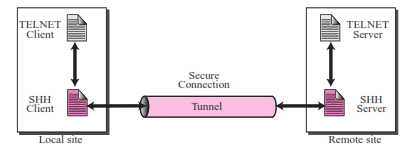 TELNET
Client
TELNET
Server
Secure
Connection
SHH
Client
Tunnel
SHH
Server
Local site
Remote site